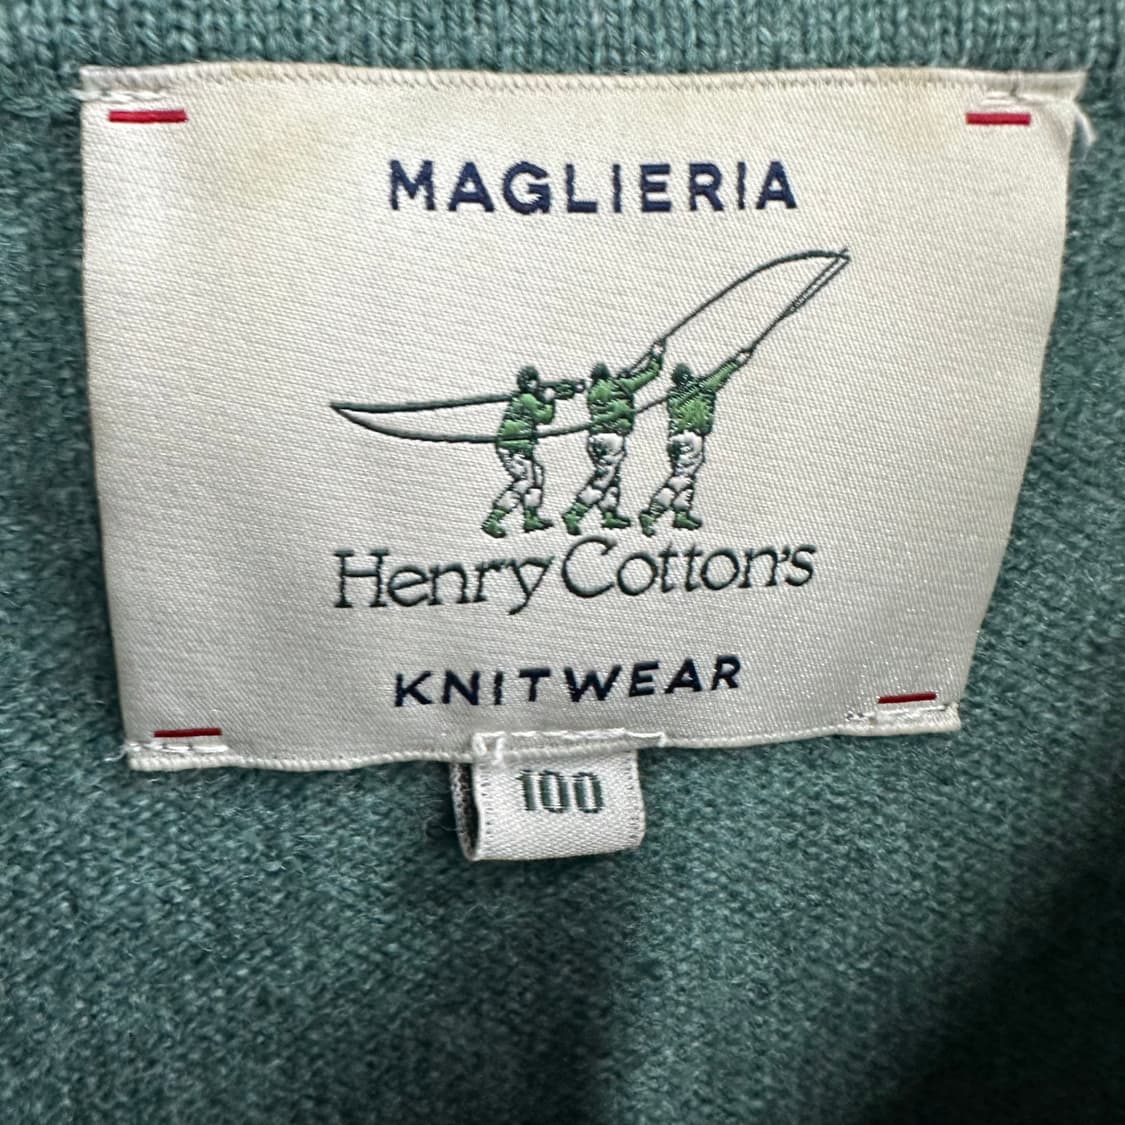 MAGLIERIA
Henry Cotton's
KNITWEAR
100